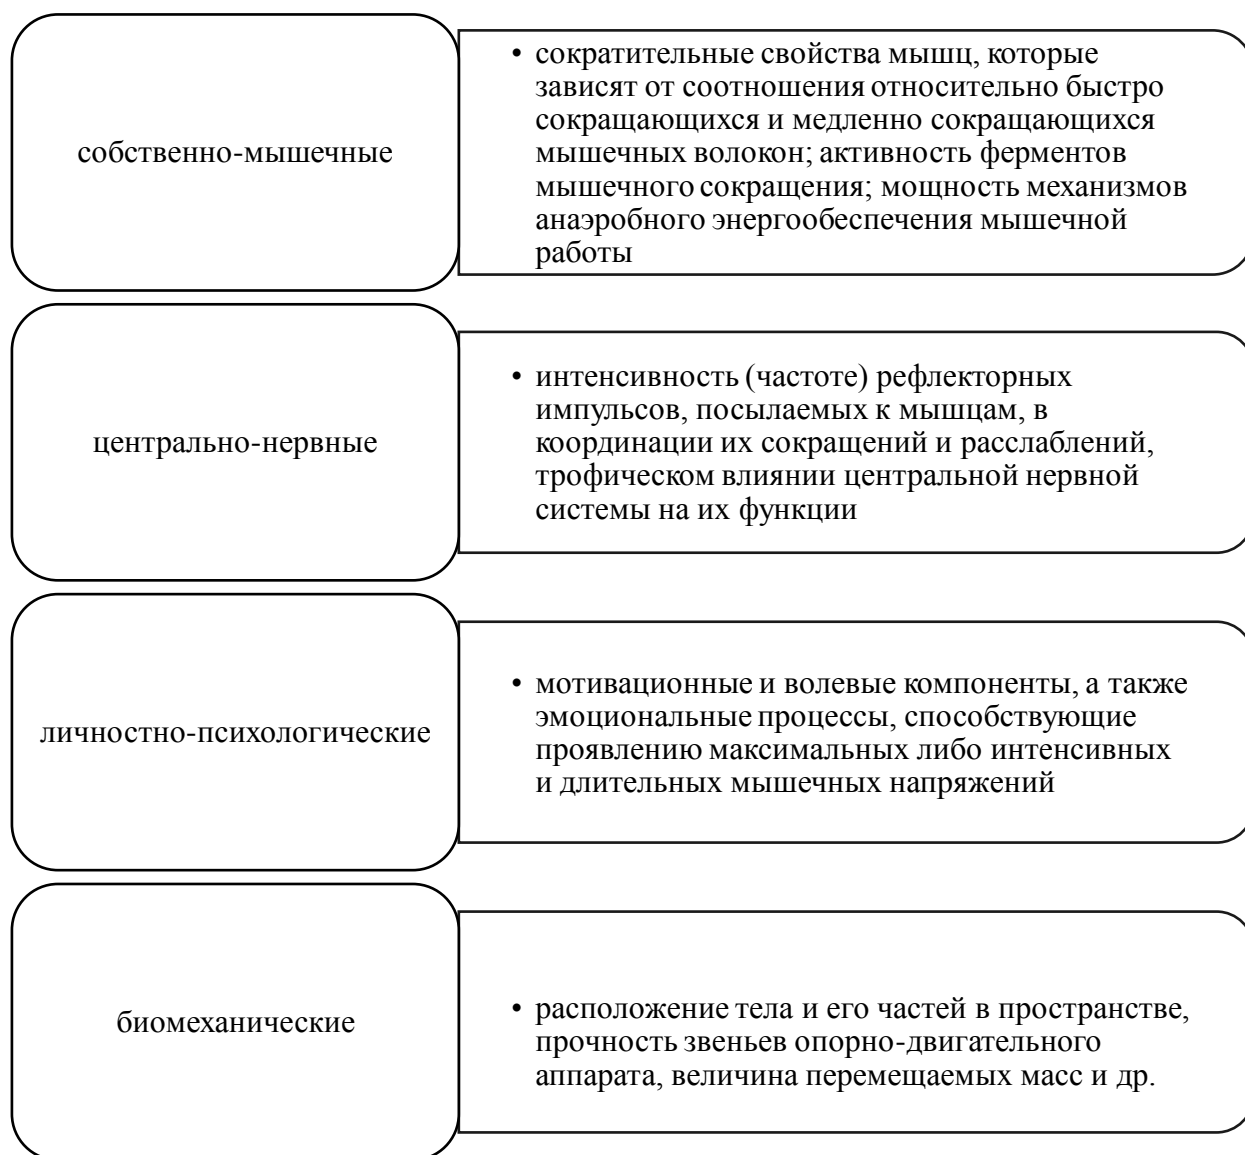 собственно-мышечные
• сократительные свойства мышц, которые
зависят от соотношения относительно быстро
сокращающихся и медленно сокращающихся
мышечных волокон; активность ферментов
мышечного сокращения; мощность механизмов
анаэробного энергообеспечения мышечной
работы
центрально-нервные
• интенсивность (частоте) рефлекторных
импульсов, посылаемых к мышцам, в
координации их сокращений и расслаблений,
трофическом влиянии центральной нервной
системы на их функции
личностно-психологические
• мотивационные и волевые компоненты, а также
эмоциональные процессы, способствующие
проявлению максимальных либо интенсивных
и длительных мышечных напряжений
биомеханические
• расположение тела и его частей в пространстве,
прочность звеньев опорно-двигательного
аппарата, величина перемещаемых масс и др.